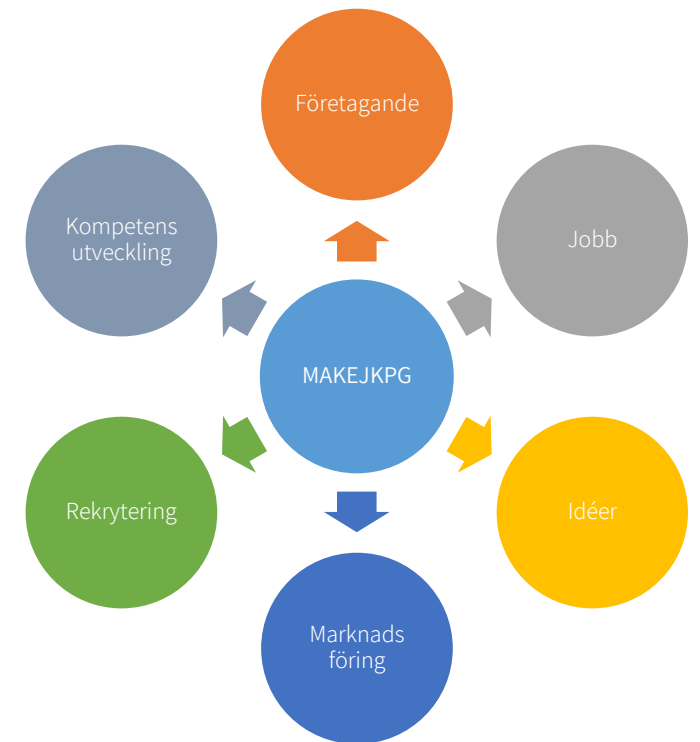 Företagande
Kompetens
utveckling
Jobb
MAKEJKPG
Rekrytering
Idéer
Marknads
föring